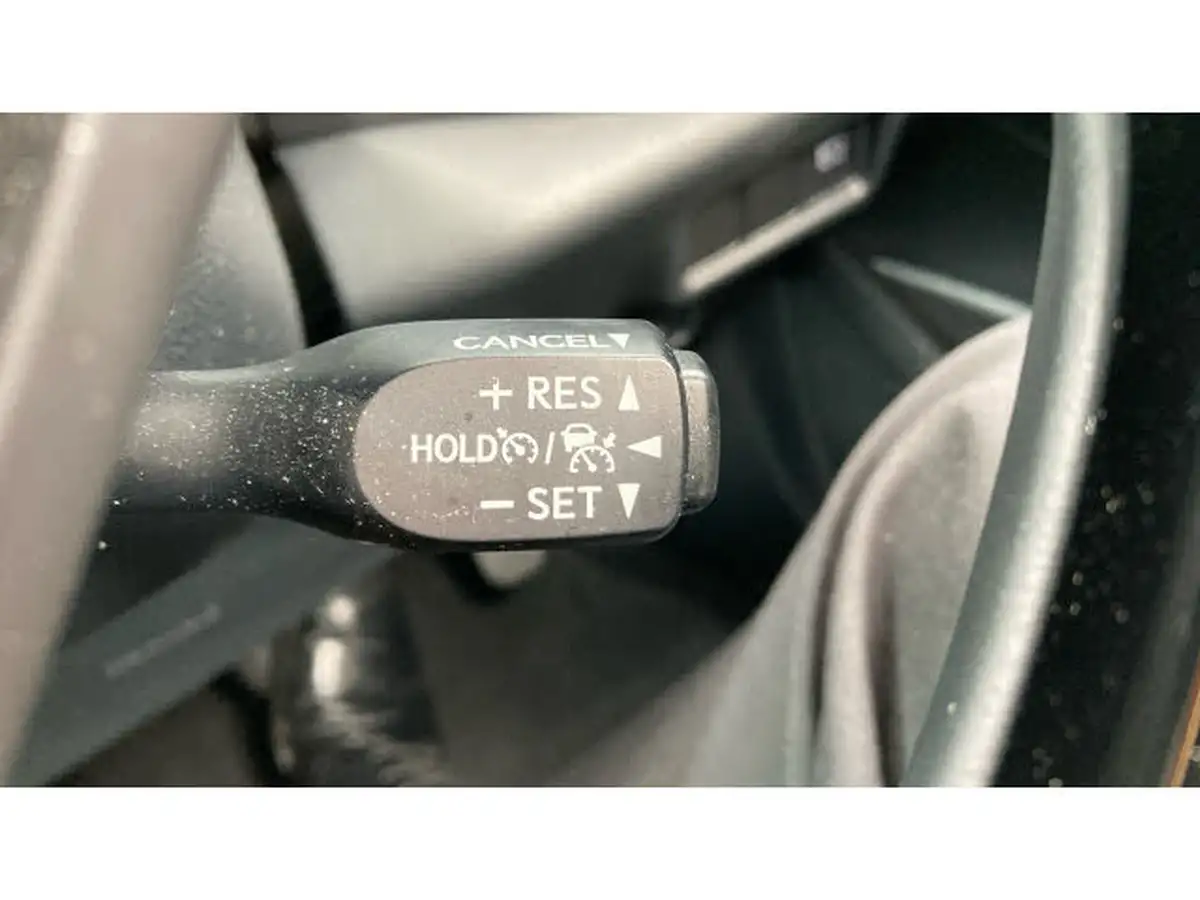 CANCEL▼
+ RES ▲
HOLD / ◀
− SET ▼